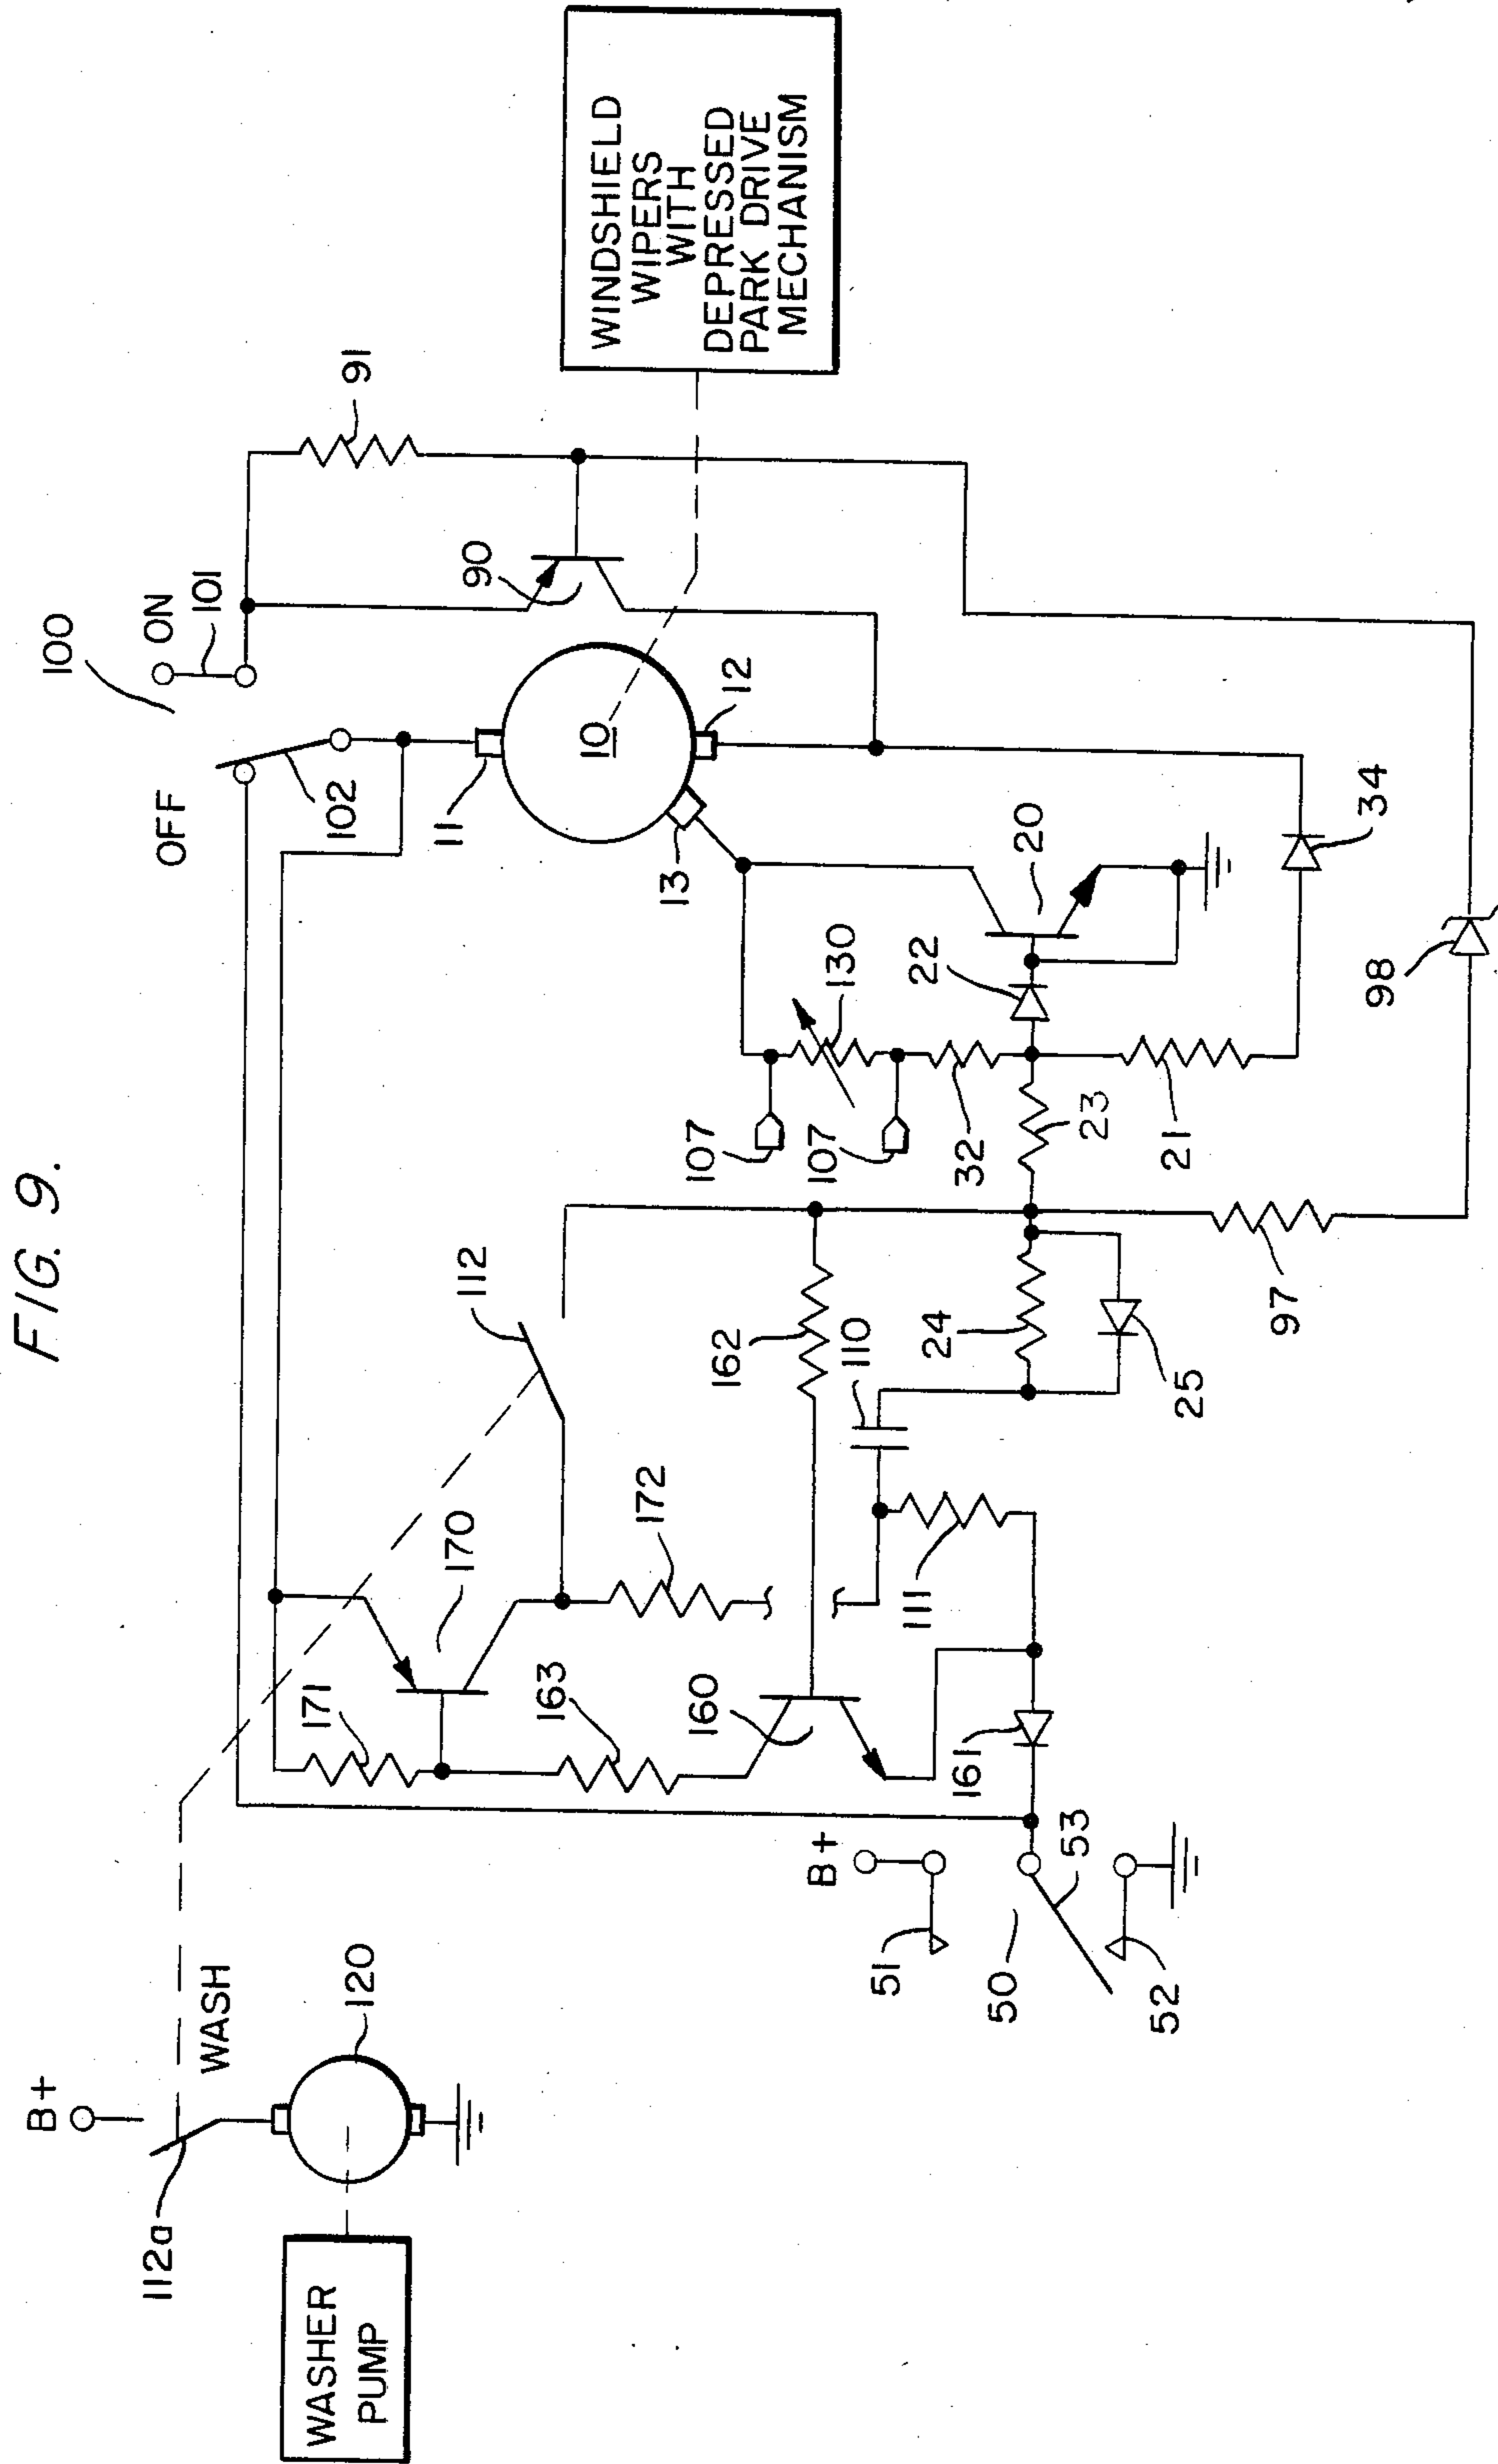 FIG. 9.
WASHER
PUMP
112a
B+
WASH
120
OFF
100
ON
101
102
91
90
11
10
12
13
WINDSHIELD
WIPERS
WITH
DEPRESSED
PARK DRIVE
MECHANISM
171
170
112
163
172
160
162
110
107
107
130
22
20
34
B+
51
50
53
52
161
111
24
25
32
23
21
97
98